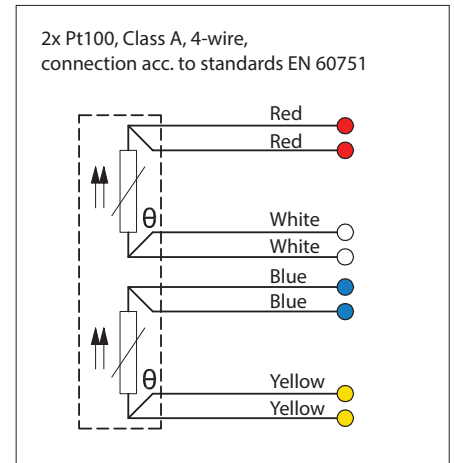 2x Pt100, Class A, 4-wire,
connection acc. to standards EN 60751
Red
Red
θ
White
White
Blue
Blue
θ
Yellow
Yellow